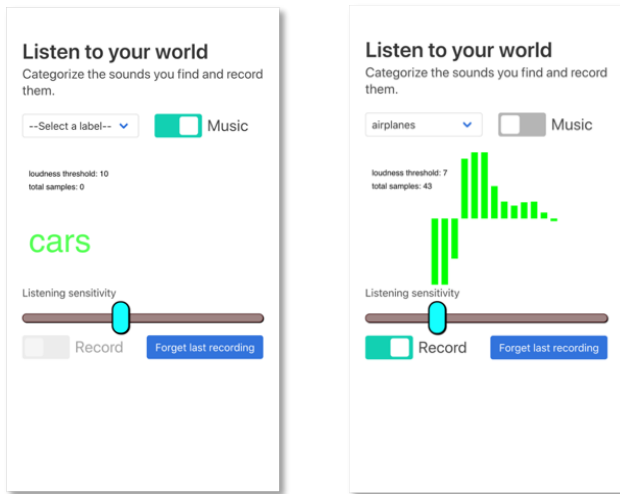 Listen to your world
Categorize the sounds you find and record
them.
--Select a label--
Music
loudness threshold: 10
total samples: 0
cars
Listening sensitivity
Record
Forget last recording
Listen to your world
Categorize the sounds you find and record
them.
airplanes
Music
loudness threshold: 7
total samples: 43
Listening sensitivity
Record
Forget last recording